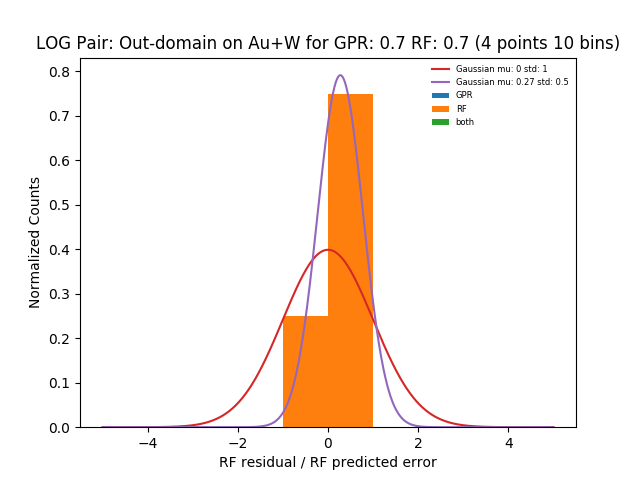 LOG Pair: Out-domain on Au+W for GPR: 0.7 RF: 0.7 (4 points 10 bins)
Gaussian mu: 0 std: 1
Gaussian mu: 0.27 std: 0.5
GPR
RF
both
Normalized Counts
0.8
0.7
0.6
0.5
0.4
0.3
0.2
0.1
0.0
−4 −2 0 2 4
RF residual / RF predicted error